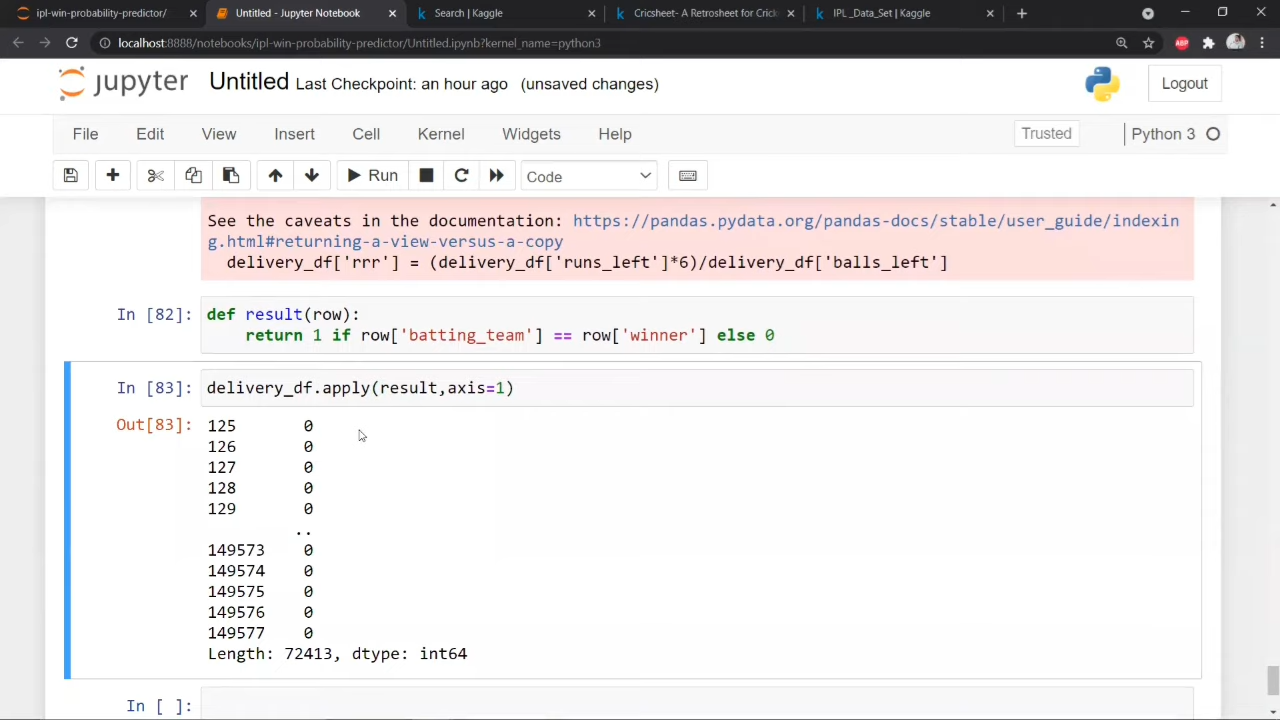 ipl-win-probability-predictor/
Untitled - Jupyter Notebook
Search | Kaggle
Cricsheet- A Retrosheet for Crick
IPL _Data_Set | Kaggle
localhost:8888/notebooks/ipl-win-probability-predictor/Untitled.ipynb?kernel_name=python3
ABP
jupyter Untitled Last Checkpoint: an hour ago (unsaved changes)
Logout
File Edit View Insert Cell Kernel Widgets Help
Trusted
Python 3
Run
Code
See the caveats in the documentation: https://pandas.pydata.org/pandas-docs/stable/user_guide/indexin
g.html#returning-a-view-versus-a-copy
delivery_df['rrr'] = (delivery_df['runs_left']*6)/delivery_df['balls_left']
In [82]: def result(row):
return 1 if row['batting_team'] == row['winner'] else 0
In [83]: delivery_df.apply(result,axis=1)
Out[83]: 125 0
126 0
127 0
128 0
129 0
..
149573 0
149574 0
149575 0
149576 0
149577 0
Length: 72413, dtype: int64
In [ ]: